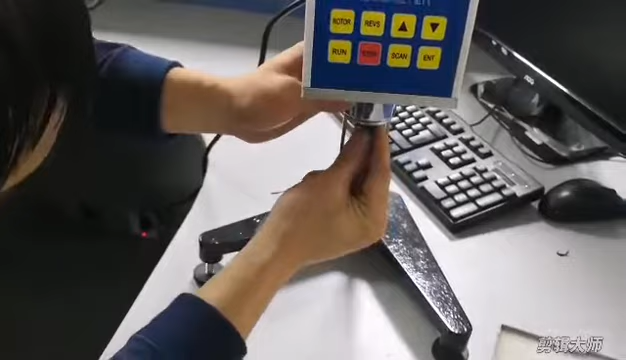 ROTOR REVS
RUN STOP SCAN ENT
剪辑大师